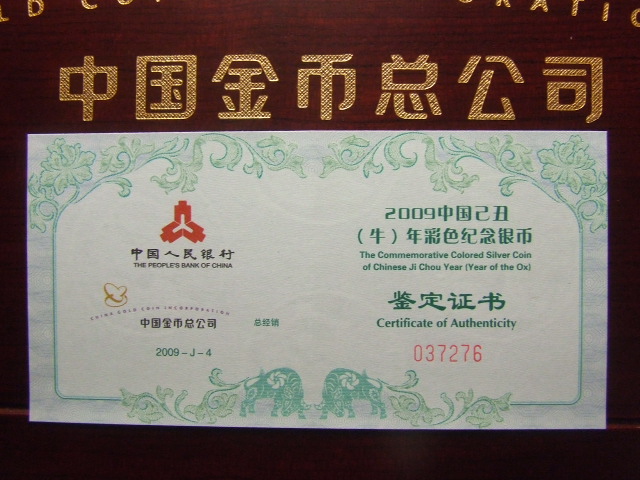 中国金币总公司
中国人民银行
THE PEOPLE'S BANK OF CHINA
CHINA GOLD COIN INCORPORATION
中国金币总公司 总经销
2009-J-4
2009中国己丑
（牛）年彩色纪念银币
The Commemorative Colored Silver Coin
of Chinese Ji Chou Year (Year of the Ox)
鉴定证书
Certificate of Authenticity
037276